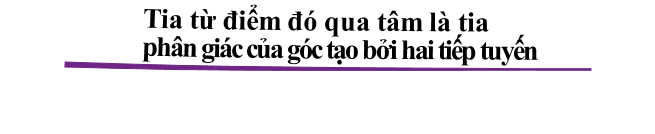 Tia từ điểm đó qua tâm là tia
phân giác của góc tạo bởi hai tiếp tuyến